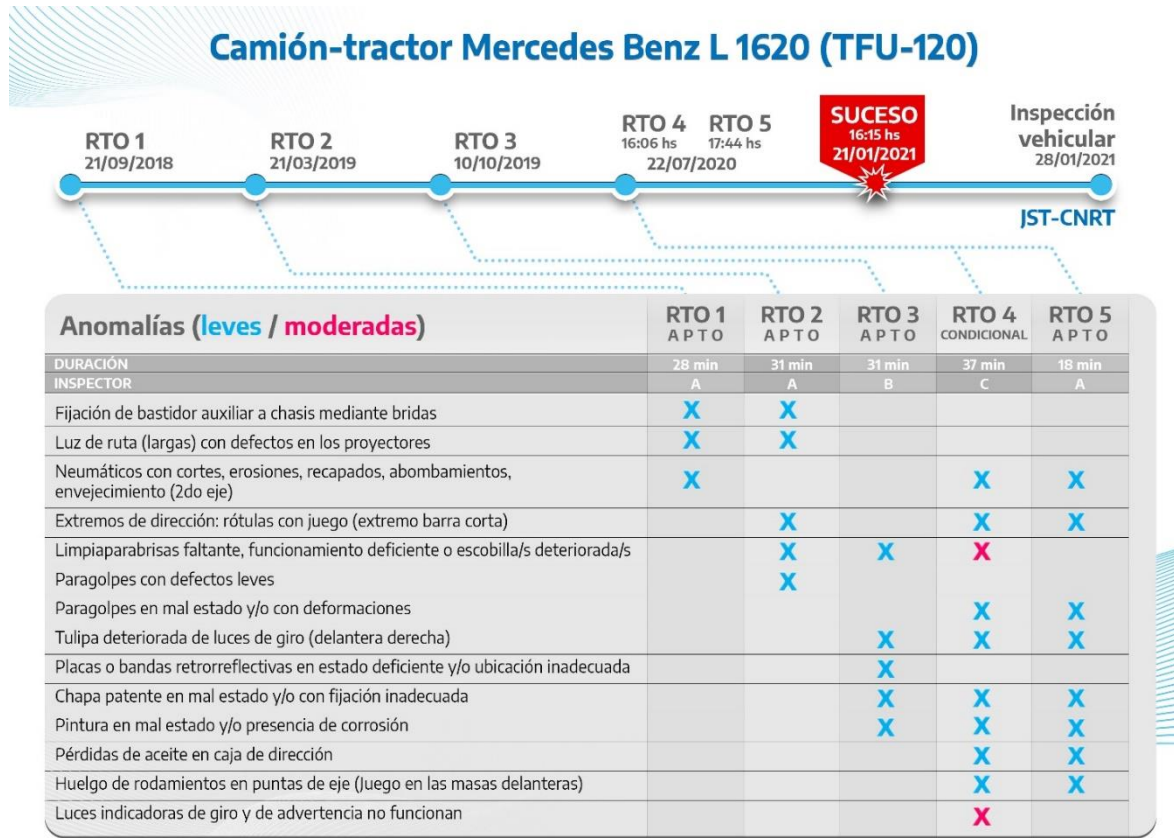 Camión-tractor Mercedes Benz L 1620 (TFU-120)
RTO 1
21/09/2018
RTO 2
21/03/2019
RTO 3
10/10/2019
RTO 4 RTO 5
16:06 hs 17:44 hs
22/07/2020
SUCESO
16:15 hs
21/01/2021
Inspección
vehicular
28/01/2021
JST-CNRT
Anomalías (leves / moderadas) RTO 1 RTO 2 RTO 3 RTO 4 RTO 5
APTO APTO APTO CONDICIONAL APTO
DURACIÓN 28 min 31 min 31 min 37 min 18 min
INSPECTOR A A B C A
Fijación de bastidor auxiliar a chasis mediante bridas X X
Luz de ruta (largas) con defectos en los proyectores X X
Neumáticos con cortes, erosiones, recapados, abombamientos,
envejecimiento (2do eje) X X X
Extremos de dirección: rótulas con juego (extremo barra corta) X X X
Limpiaparabrisas faltante, funcionamiento deficiente o escobilla/s deteriorada/s X X X
Paragolpes con defectos leves X
Paragolpes en mal estado y/o con deformaciones X X
Tulipa deteriorada de luces de giro (delantera derecha) X X X
Placas o bandas retrorreflectivas en estado deficiente y/o ubicación inadecuada X
Chapa patente en mal estado y/o con fijación inadecuada X X X
Pintura en mal estado y/o presencia de corrosión X X X
Pérdidas de aceite en caja de dirección X X
Huelgo de rodamientos en puntas de eje (Juego en las masas delanteras) X X
Luces indicadoras de giro y de advertencia no funcionan X